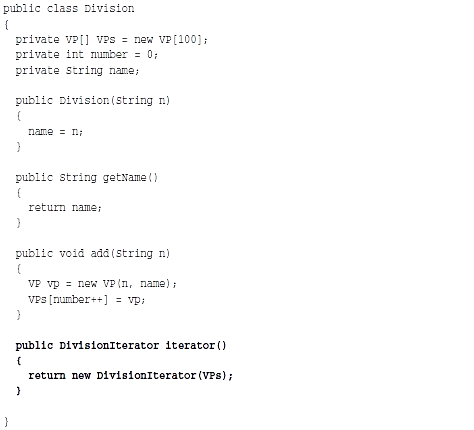 public class Division
{
private VP[] VPs = new VP[100];
private int number = 0;
private String name;
public Division(String n)
{
name = n;
}
public String getName()
{
return name;
}
public void add(String n)
{
VP vp = new VP(n, name);
VPs[number++] = vp;
}
public DivisionIterator iterator()
{
return new DivisionIterator(VPs);
}
}